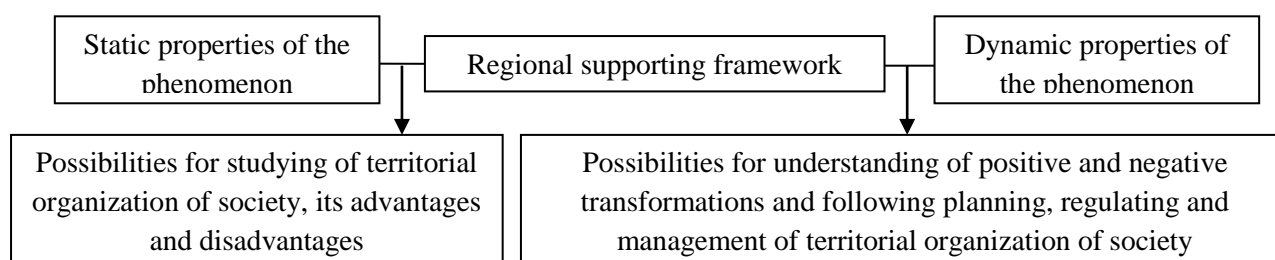 Static properties of the
phenomenon
Regional supporting framework
Dynamic properties of
the phenomenon
Possibilities for studying of territorial
organization of society, its advantages
and disadvantages
Possibilities for understanding of positive and negative
transformations and following planning, regulating and
management of territorial organization of society